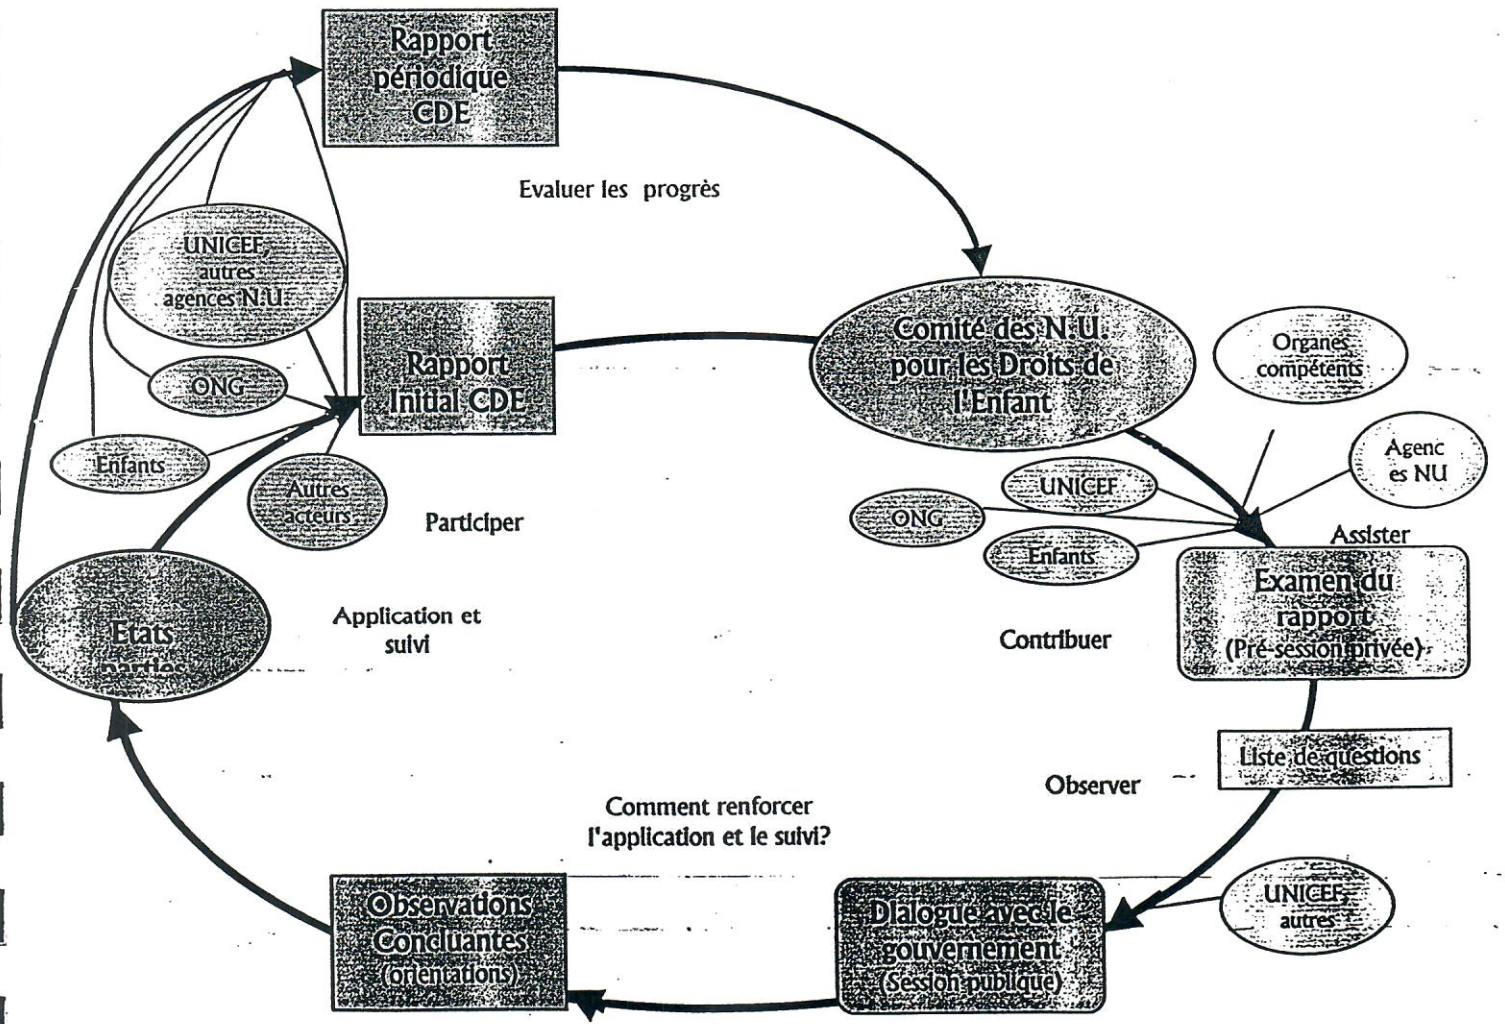 Rapport
périodique
CDE
Evaluer les progrès
UNICEF,
autres
agences N.U.
Rapport
Initial CDE
Comité des N.U.
pour les Droits de
l'Enfant
Organes
compétents
ONG
Enfants
Autres
acteurs
Participer
UNICEF
Agenc
es NU
ONG
Enfants
Assister
Etats
parties
Application et
suivi
Contribuer
Examen du
rapport
(Pré-session privée)
Liste de questions
Observer
Comment renforcer
l'application et le suivi?
Observations
Concluantes
(orientations)
Dialogue avec le
gouvernement
(Session publique)
UNICEF,
autres